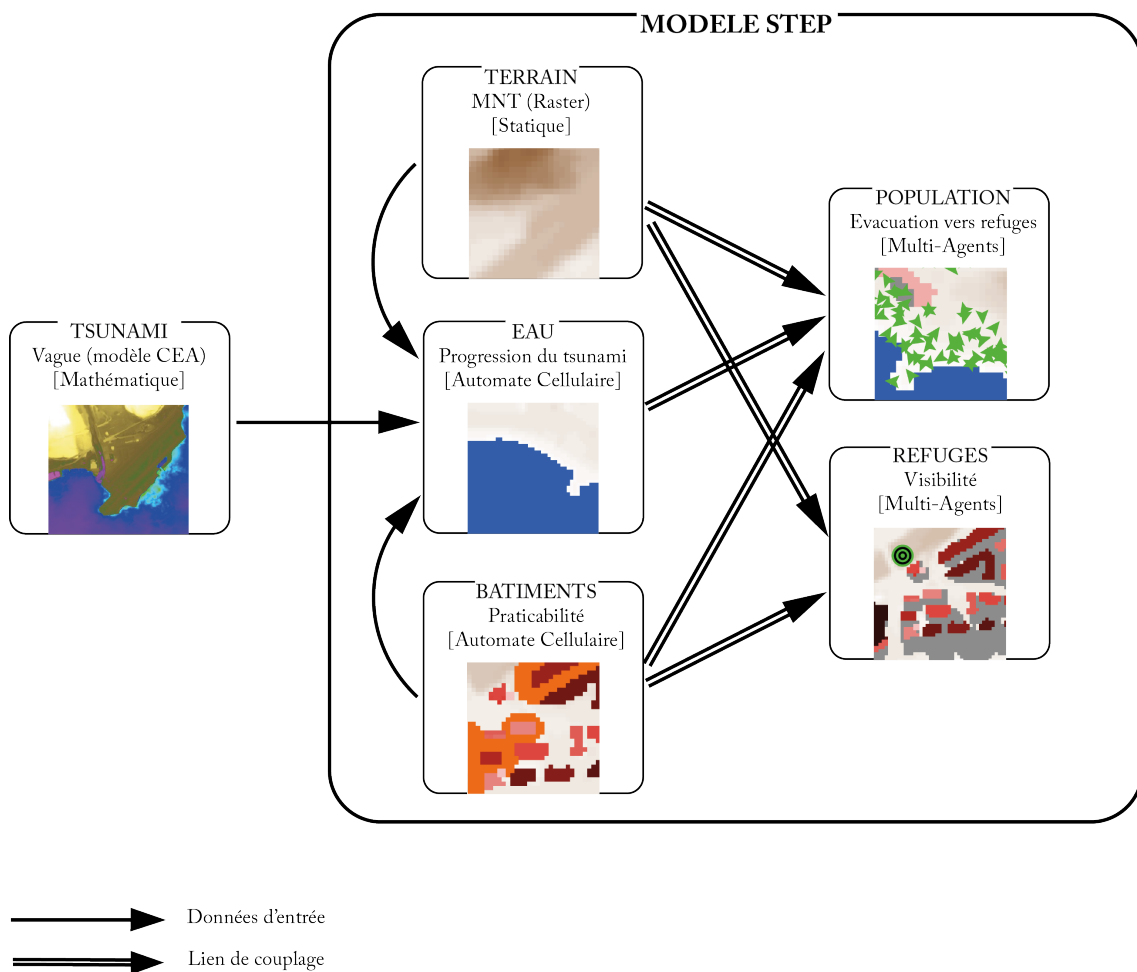 MODELE STEP
TERRAIN
MNT (Raster)
[Statique]
POPULATION
Evacuation vers refuges
[Multi-Agents]
TSUNAMI
Vague (modèle CEA)
[Mathématique]
EAU
Progression du tsunami
[Automate Cellulaire]
REFUGES
Visibilité
[Multi-Agents]
BATIMENTS
Praticabilité
[Automate Cellulaire]
Données d'entrée
Lien de couplage